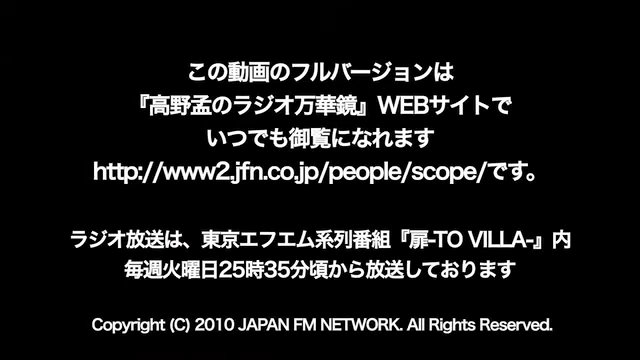 この動画のフルバージョンは
『高野孟のラジオ万華鏡』WEBサイトで
いつでも御覧になれます
http://www2.jfn.co.jp/people/scope/です。
ラジオ放送は、東京エフエム系列番組『扉-TO VILLA-』内
毎週火曜日25時35分頃から放送しております
Copyright (C) 2010 JAPAN FM NETWORK. All Rights Reserved.